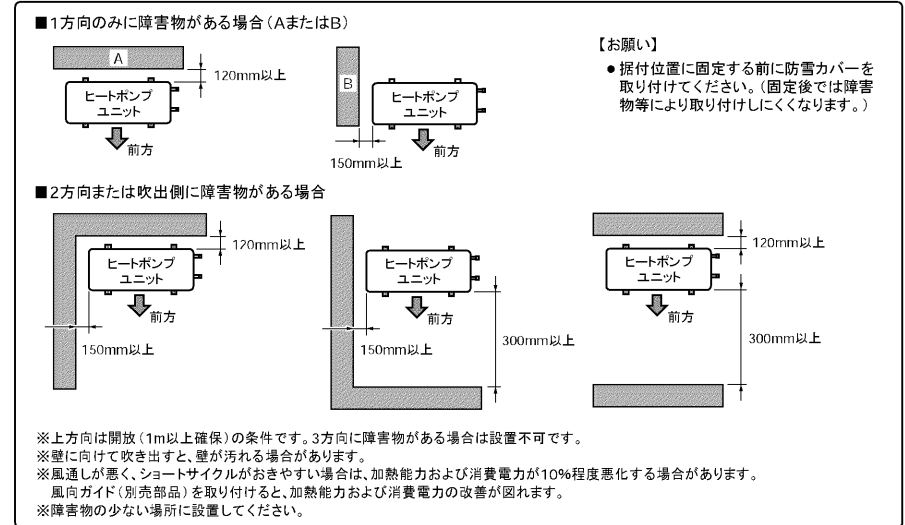 ■1方向のみに障害物がある場合(AまたはB)
A
120mm以上
ヒートポンプ
ユニット
前方
B
ヒートポンプ
ユニット
前方
150mm以上
【お願い】
●据付位置に固定する前に防雪カバーを
取り付けてください。(固定後では障害
物等により取り付けしにくくなります。)
■2方向または吹出側に障害物がある場合
120mm以上
ヒートポンプ
ユニット
前方
150mm以上
ヒートポンプ
ユニット
前方
150mm以上
300mm以上
120mm以上
ヒートポンプ
ユニット
前方
300mm以上
※上方向は開放(1m以上確保)の条件です。3方向に障害物がある場合は設置不可です。
※壁に向けて吹き出すと、壁が汚れる場合があります。
※風通しが悪く、ショートサイクルがおきやすい場合は、加熱能力および消費電力が10%程度悪化する場合があります。
風向ガイド(別売部品)を取り付けると、加熱能力および消費電力の改善が図れます。
※障害物の少ない場所に設置してください。